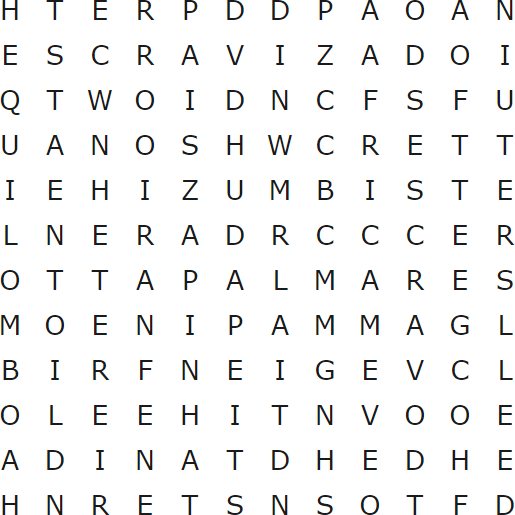 H T E R P D D P A O A N
E S C R A V I Z A D O I
Q T W O I D N C F S F U
U A N O S H W C R E T T
I E H I Z U M B I S T E
L N E R A D R C C C E R
O T T A P A L M A R E S
M O E N I P A M M A G L
B I R F N E I G E V C L
O L E E H I T N V O O E
A D I N A T D H E D H E
H N R E T S N S O T F D